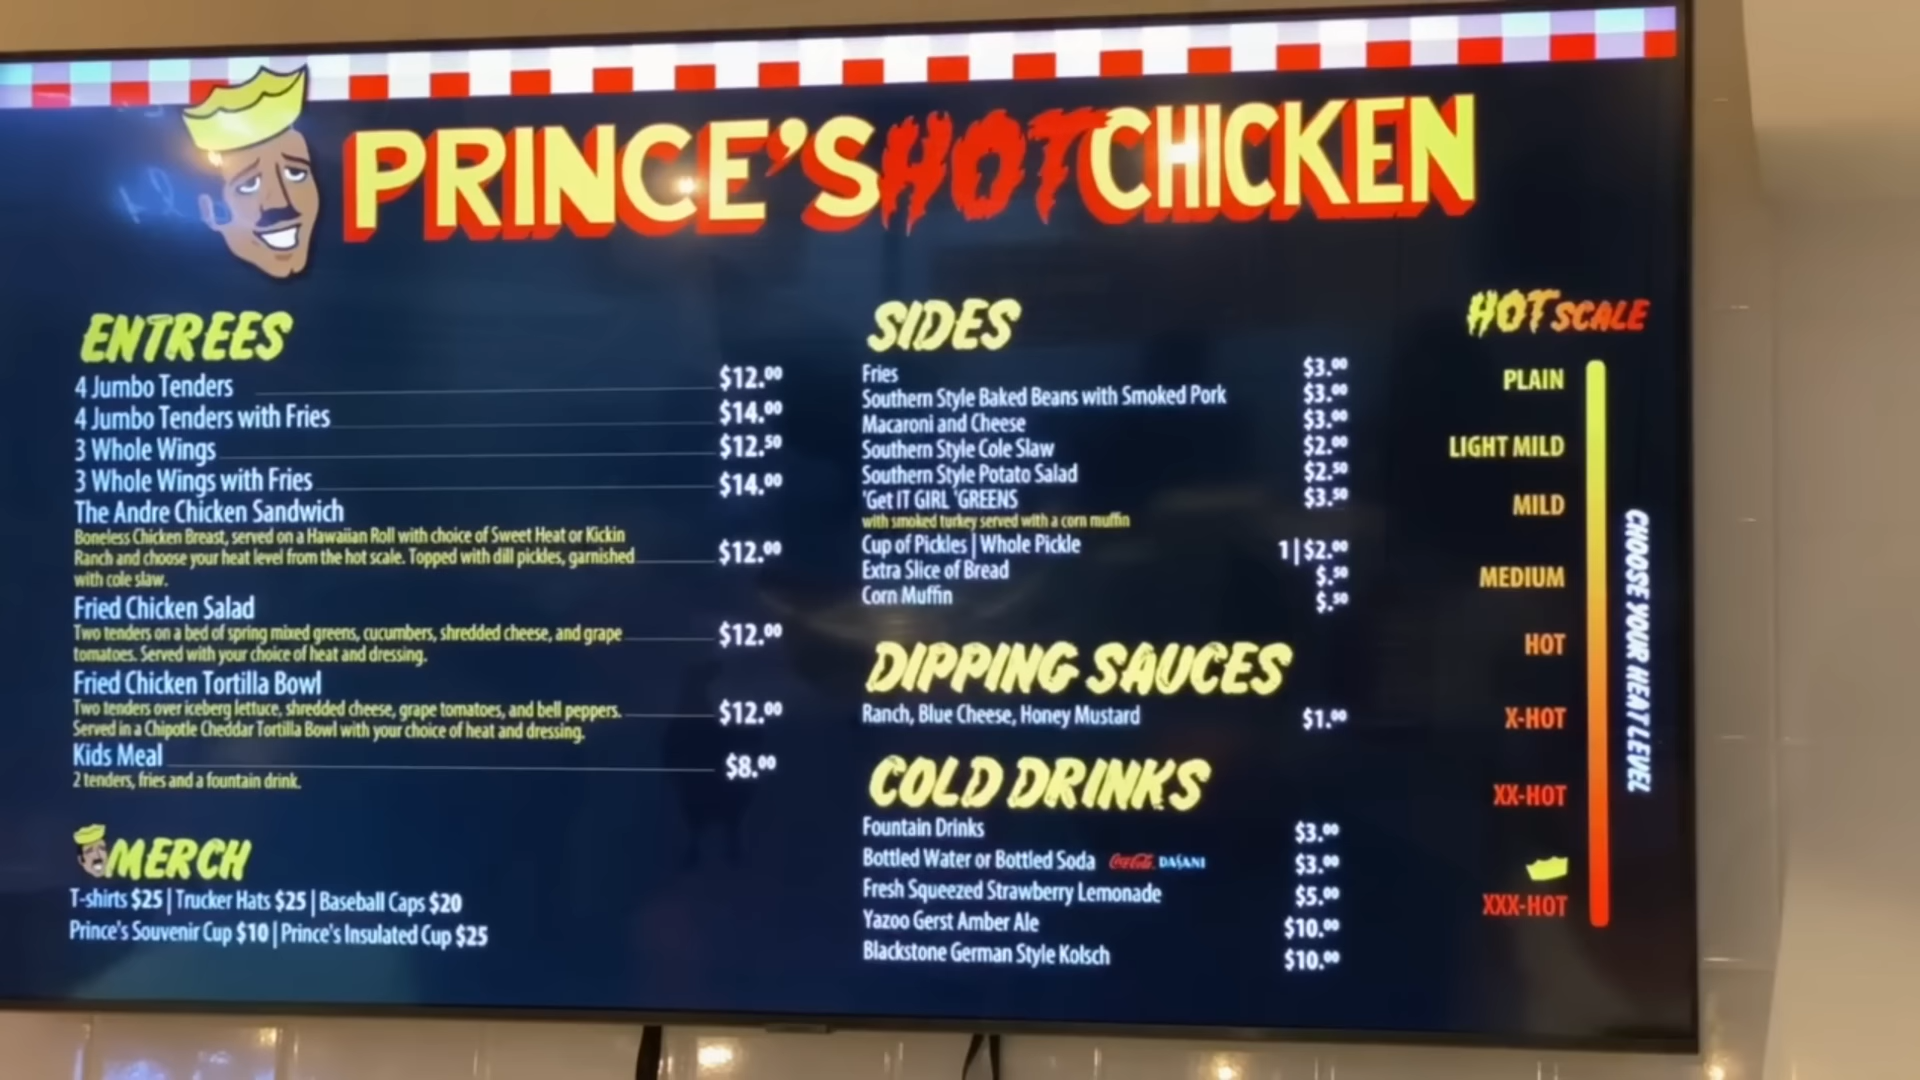 PRINCE'S HOT CHICKEN
ENTREES
4 Jumbo Tenders $12.00
4 Jumbo Tenders with Fries $14.00
3 Whole Wings $12.50
3 Whole Wings with Fries $14.00
The Andre Chicken Sandwich
Boneless Chicken Breast, served on a Hawaiian Roll with choice of Sweet Heat or Kickin
Ranch and choose your heat level from the hot scale. Topped with dill pickles, garnished $12.00
with cole slaw.
Fried Chicken Salad
Two tenders on a bed of spring mixed greens, cucumbers, shredded cheese, and grape $12.00
tomatoes. Served with your choice of heat and dressing.
Fried Chicken Tortilla Bowl
Two tenders over iceberg lettuce, shredded cheese, grape tomatoes, and bell peppers. $12.00
Served in a Chipotle Cheddar Tortilla Bowl with your choice of heat and dressing.
Kids Meal $8.00
2 tenders, fries and a fountain drink.
MERCH
T-shirts $25 | Trucker Hats $25 | Baseball Caps $20
Prince's Souvenir Cup $10 | Prince's Insulated Cup $25
SIDES
Fries $3.00
Southern Style Baked Beans with Smoked Pork $3.00
Macaroni and Cheese $3.00
Southern Style Cole Slaw $2.00
Southern Style Potato Salad $2.50
'Get IT GIRL 'GREENS $3.50
with smoked turkey served with a corn muffin
Cup of Pickles | Whole Pickle 1 | $2.00
Extra Slice of Bread $.50
Corn Muffin $.50
DIPPING SAUCES
Ranch, Blue Cheese, Honey Mustard $1.00
COLD DRINKS
Fountain Drinks $3.00
Bottled Water or Bottled Soda Coca-Cola DASANI $3.00
Fresh Squeezed Strawberry Lemonade $5.00
Yazoo Gerst Amber Ale $10.00
Blackstone German Style Kolsch $10.00
HOT SCALE
PLAIN
LIGHT MILD
MILD
MEDIUM
HOT
X-HOT
XX-HOT
XXX-HOT
CHOOSE YOUR HEAT LEVEL